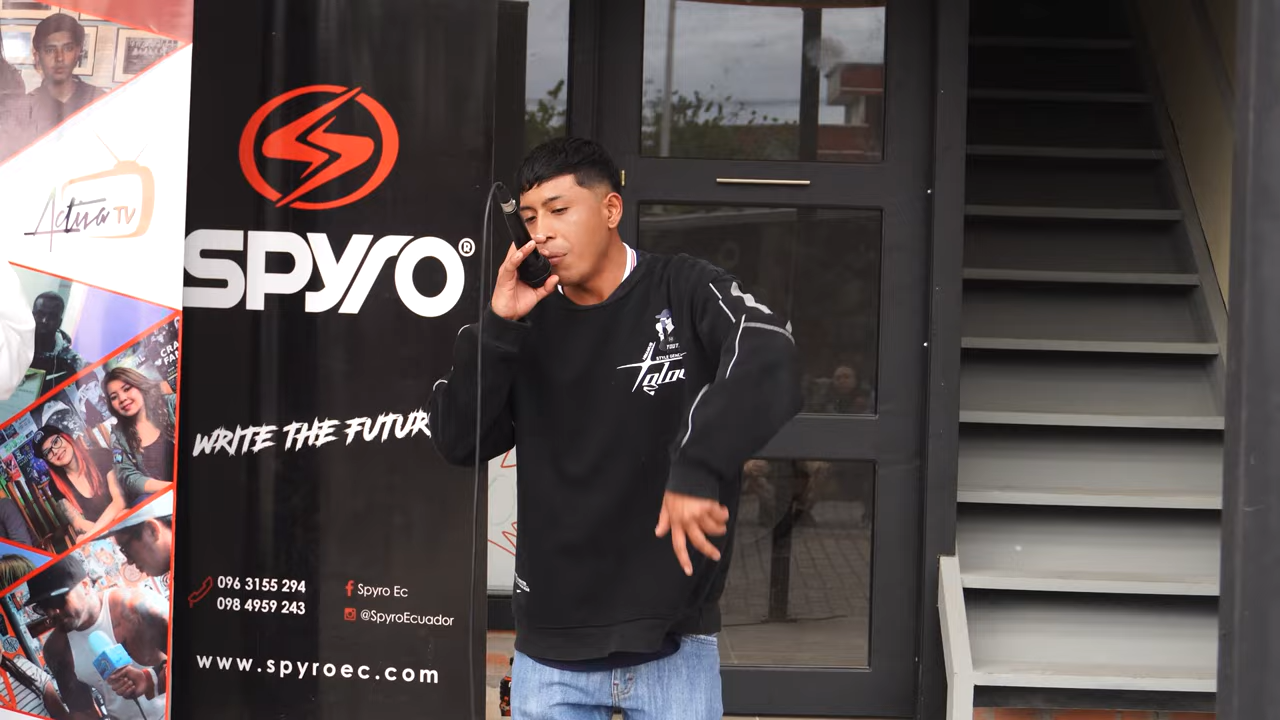 Activa TV
SPYRO®
WRITE THE FUTUR
096 3155 294
098 4959 243
Spyro Ec
@SpyroEcuador
www.spyroec.com